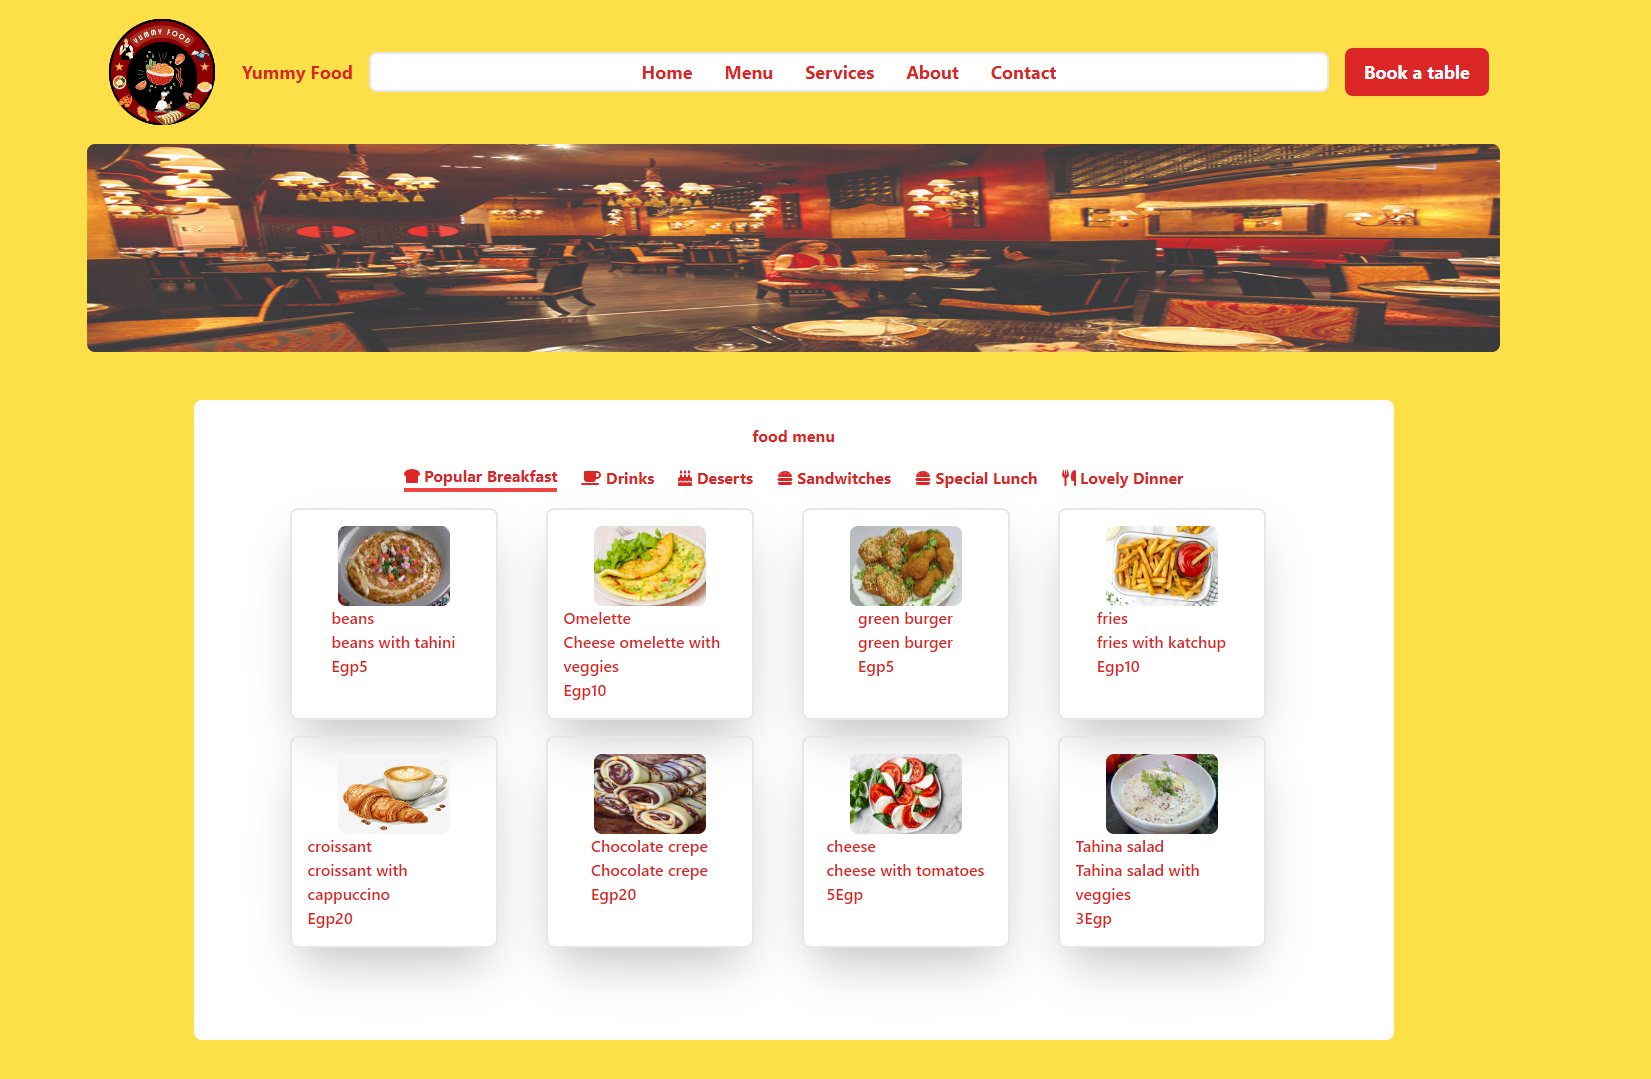 YUMMY FOOD
Yummy Food
Home Menu Services About Contact
Book a table
food menu
Popular Breakfast Drinks Deserts Sandwitches Special Lunch Lovely Dinner
beans
beans with tahini
Egp5
Omelette
Cheese omelette with
veggies
Egp10
green burger
green burger
Egp5
fries
fries with katchup
Egp10
croissant
croissant with
cappuccino
Egp20
Chocolate crepe
Chocolate crepe
Egp20
cheese
cheese with tomatoes
5Egp
Tahina salad
Tahina salad with
veggies
3Egp